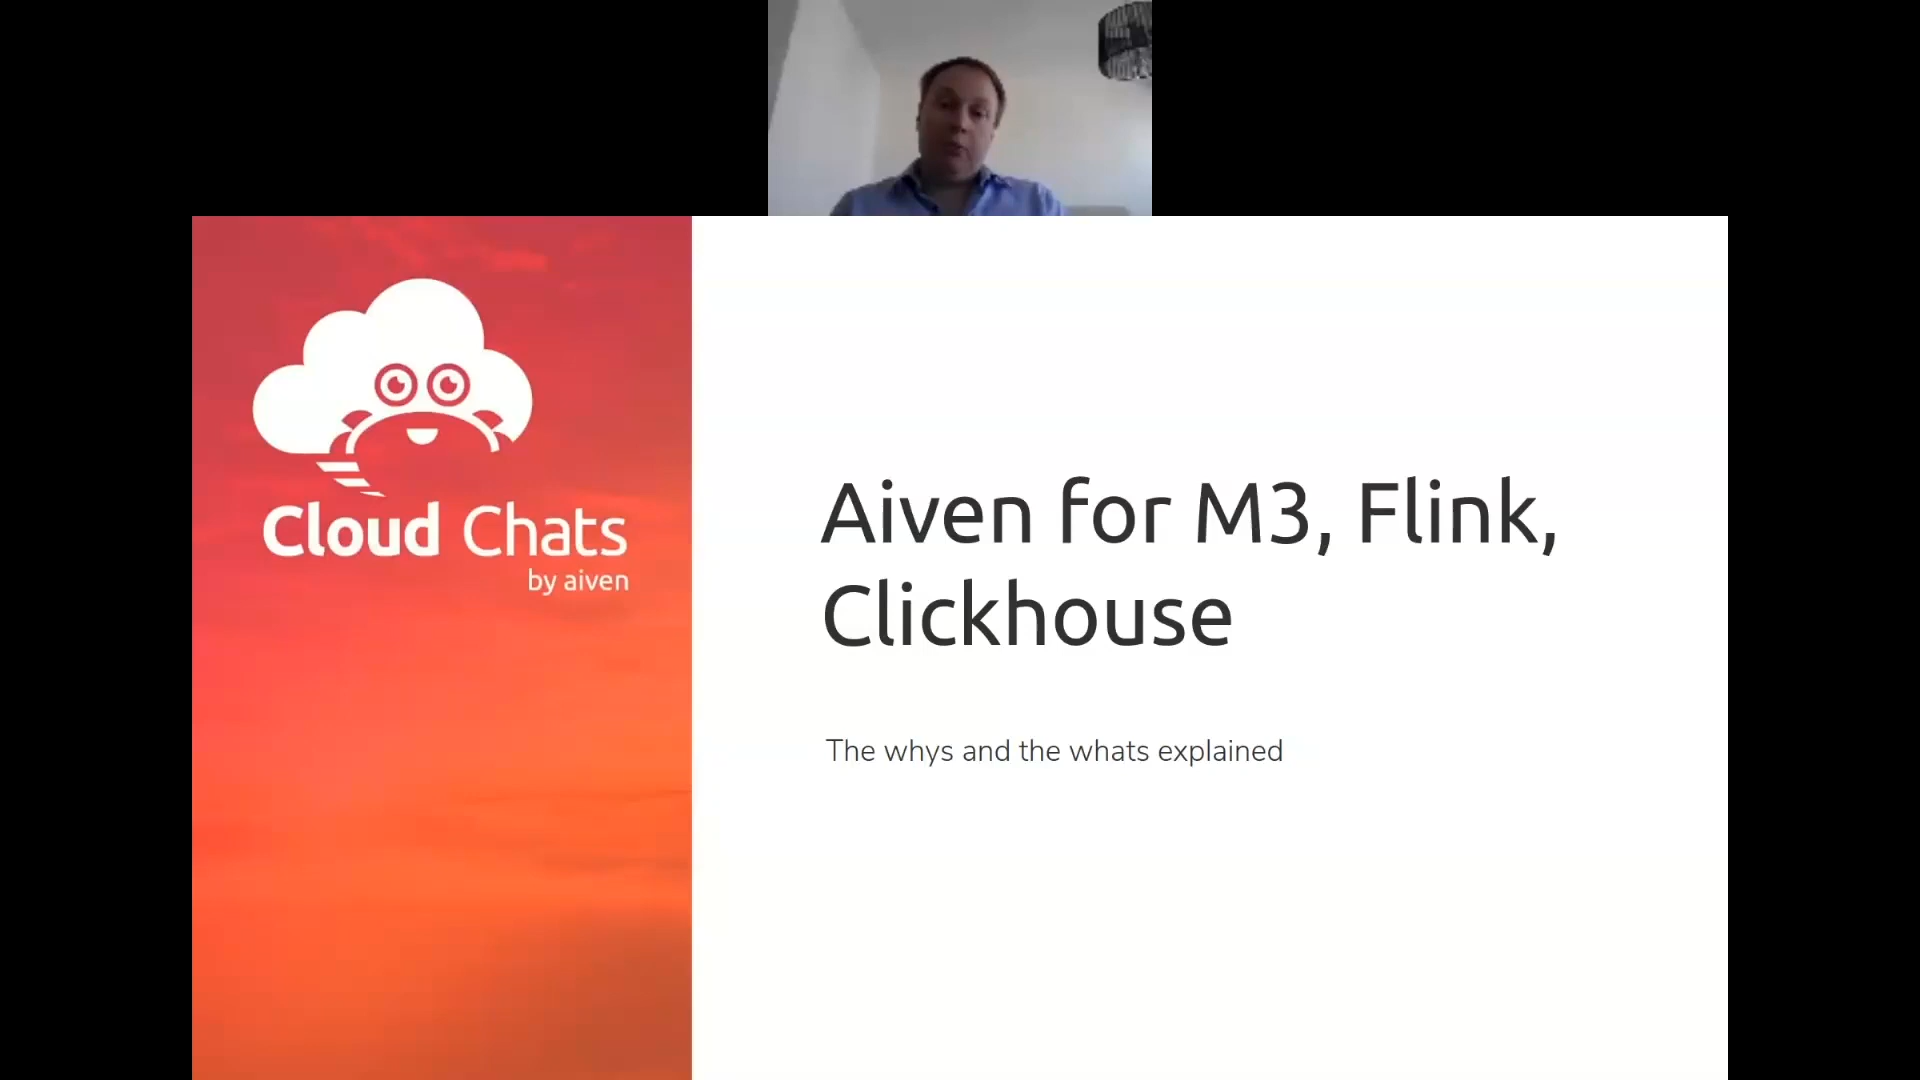 Cloud Chats
by aiven
Aiven for M3, Flink,
Clickhouse
The whys and the whats explained